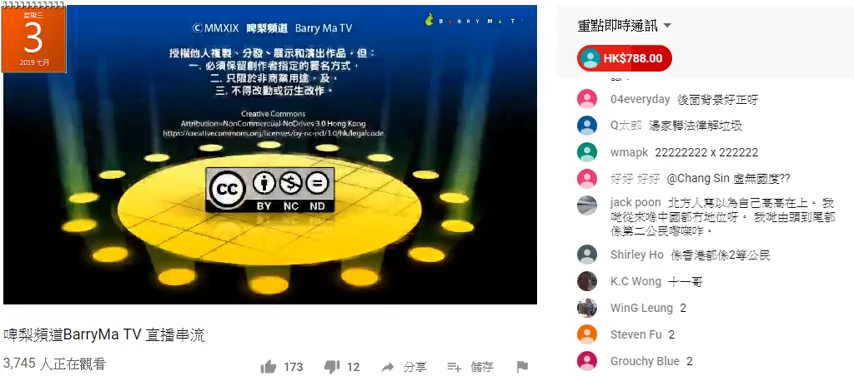 星期三
3
2019 七月
©MMXIX 啤梨頻道 Barry Ma TV
BARRY MA TV
授權他人複製、分發、展示和演出作品，但：
一. 必須保留創作者指定的署名方式，
二. 只限於非商業用途，及，
三. 不得改動或衍生改作。
Creative Commons
Attribution=NonCommercial-NoDrives 3.0 Hong Kong
https://creativecommons.org/licenses/by-nc-nd/3.0/hk/legalcode
CC
BY NC ND
啤梨頻道BarryMa TV 直播串流
3,745 人正在觀看
173
12
分享
儲存
重點即時通訊
HK$788.00
04everyday 後面背景好正呀
Q太郎 湯家驊法律解垃圾
wmapk 22222222 x 222222
好好 好好 @Chang Sin 虛無國度??
jack poon 北方人寫以為自己高高在上。 我
哋從來喺中國都冇地位呀。 我哋由頭到尾都
係第二公民嚟㗎咋。
Shirley Ho 係香港都係2等公民
K.C Wong 十一哥
WinG Leung 2
Steven Fu 2
Grouchy Blue 2